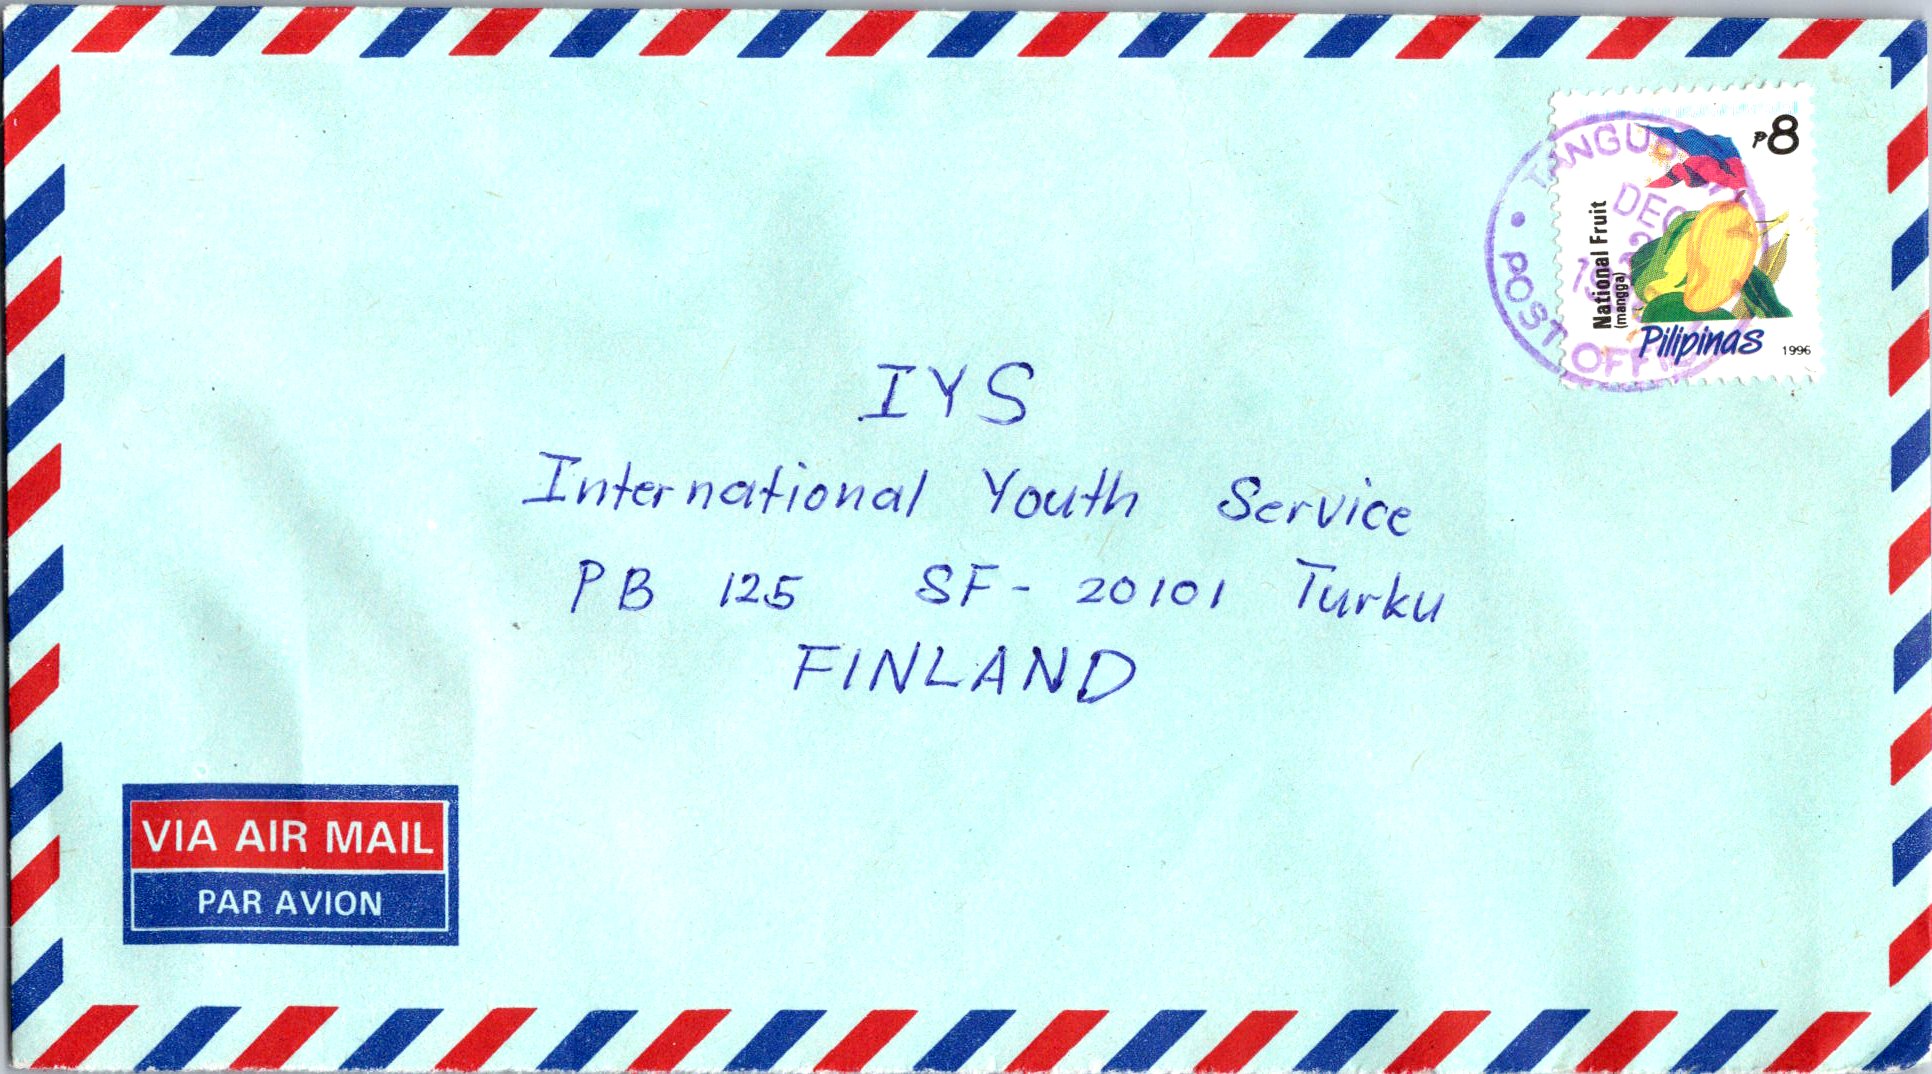 ₱8
National Fruit
(mangga)
Pilipinas
1996
POST
DEC
IYS
International Youth Service
PB 125 SF-20101 Turku
FINLAND
VIA AIR MAIL
PAR AVION